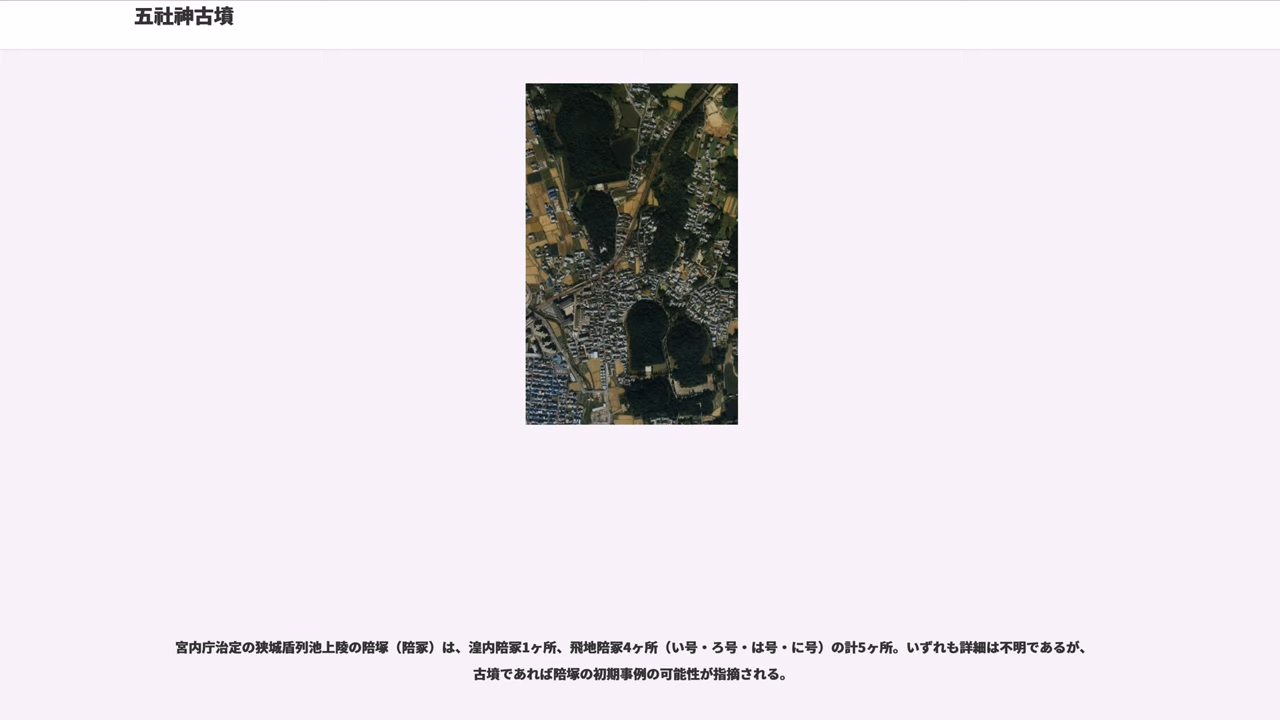 五社神古墳
宮内庁治定の狭城盾列池上陵の陪塚（陪冢）は、湟内陪冢1ヶ所、飛地陪冢4ヶ所（い号・ろ号・は号・に号）の計5ヶ所。いずれも詳細は不明であるが、
古墳であれば陪塚の初期事例の可能性が指摘される。